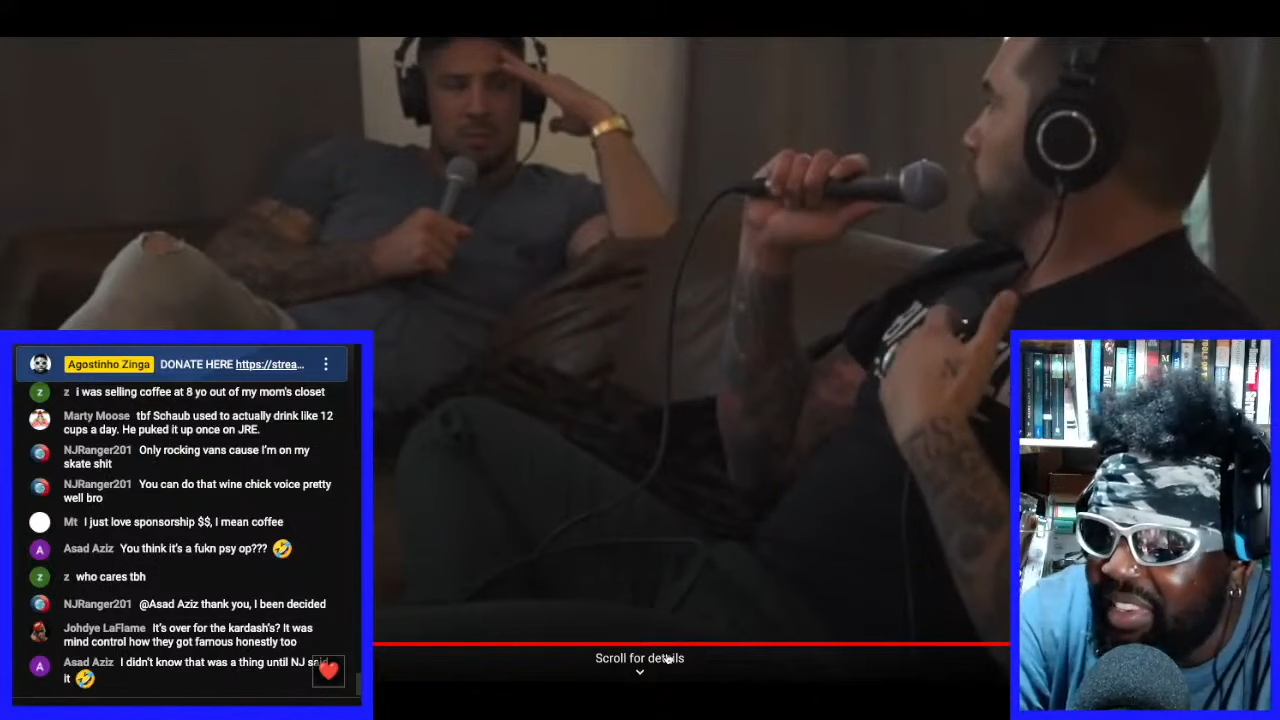 Agostinho Zinga DONATE HERE https://strea...
z i was selling coffee at 8 yo out of my mom's closet
Marty Moose tbf Schaub used to actually drink like 12
cups a day. He puked it up once on JRE.
NJRanger201 Only rocking vans cause I'm on my
skate shit
NJRanger201 You can do that wine chick voice pretty
well bro
Mt I just love sponsorship $$, I mean coffee
A Asad Aziz You think it's a fukn psy op??? 🤣
z z who cares tbh
NJRanger201 @Asad Aziz thank you, I been decided
Johdye LaFlame It's over for the kardash's? It was
mind control how they got famous honestly too
A Asad Aziz I didn't know that was a thing until NJ said
it 🤣
Scroll for details